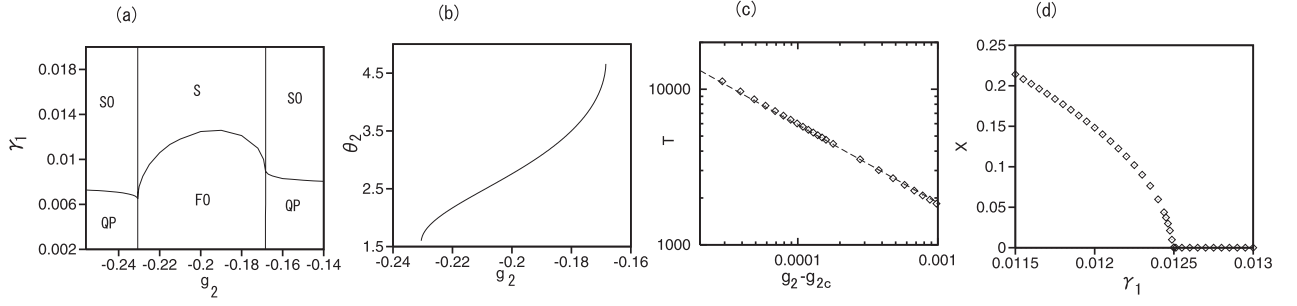 (a)
0.018
0.014
0.01
0.006
0.002
γ1
SO
S
SO
QP
FO
QP
-0.24
-0.22
-0.2
-0.18
-0.16
-0.14
g2
(b)
4.5
3.5
2.5
1.5
θ2
-0.24
-0.22
-0.2
-0.18
-0.16
g2
(c)
10000
1000
T
0.0001
0.001
g2-g2c
(d)
0.25
0.2
0.15
0.1
0.05
0
X
0.0115
0.012
0.0125
0.013
γ1